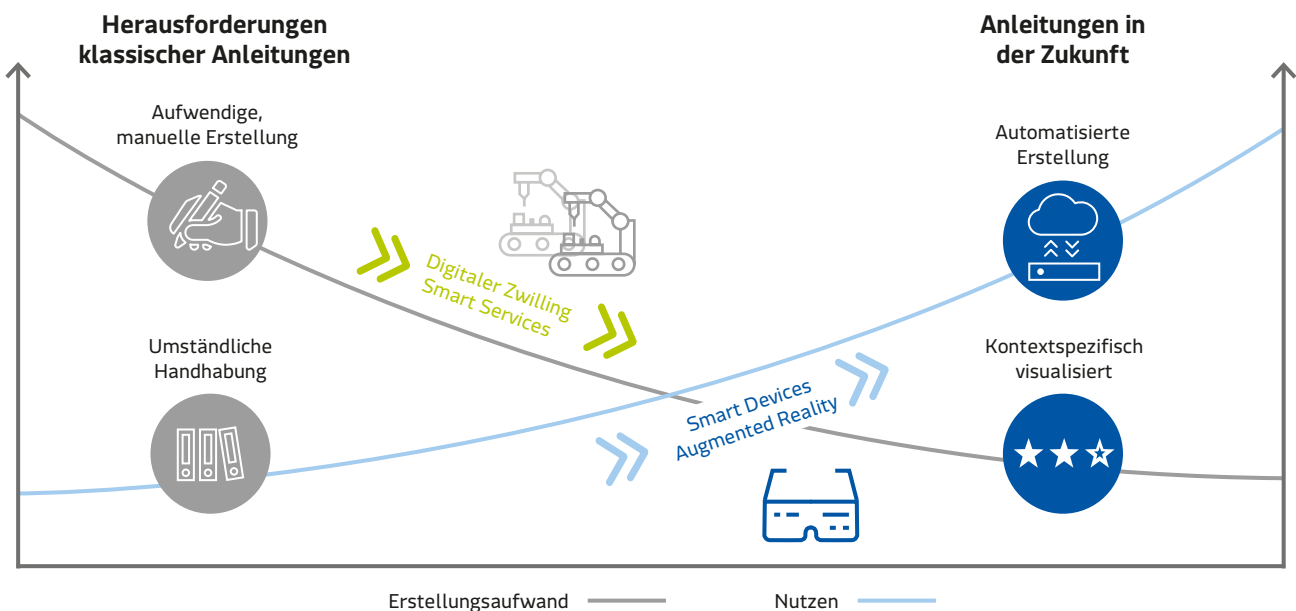 Herausforderungen
klassischer Anleitungen
Anleitungen in
der Zukunft
Aufwendige,
manuelle Erstellung
Automatisierte
Erstellung
Digitaler Zwilling
Smart Services
Umständliche
Handhabung
Kontextspezifisch
visualisiert
Smart Devices
Augmented Reality
Erstellungsaufwand
Nutzen